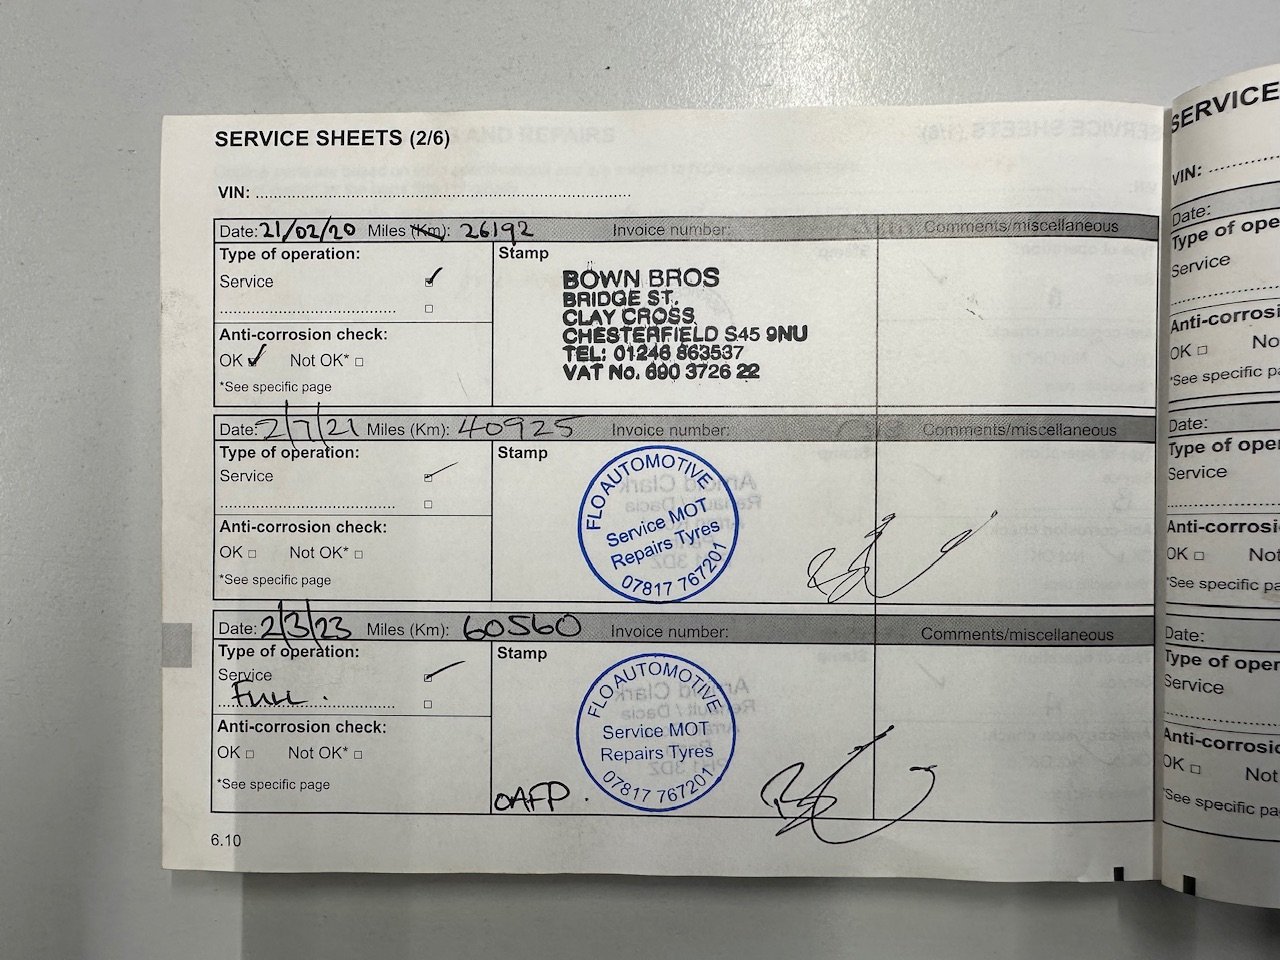 SERVICE SHEETS (2/6)
VIN:
Date: 21/02/20 Miles (Km): 26192 Invoice number: Comments/miscellaneous
Type of operation:
Service ✓
Stamp
BOWN BROS
BRIDGE ST.
CLAY CROSS
CHESTERFIELD S45 9NU
TEL: 01246 863537
VAT No. 690 3726 22
Anti-corrosion check:
OK ✓ Not OK* □
*See specific page
Date: 2/7/21 Miles (Km): 40925 Invoice number: Comments/miscellaneous
Type of operation:
Service ✓
Stamp
FLO AUTOMOTIVE
Service MOT
Repairs Tyres
07817 767201
Anti-corrosion check:
OK □ Not OK* □
*See specific page
Date: 2/3/23 Miles (Km): 60560 Invoice number: Comments/miscellaneous
Type of operation:
Service ✓
FULL.
Stamp
FLO AUTOMOTIVE
Service MOT
Repairs Tyres
07817 767201
OAFP.
Anti-corrosion check:
OK □ Not OK* □
*See specific page
6.10
SERVICE
VIN:
Date:
Type of ope
Service
Anti-corrosi
OK □ No
*See specific pa
Date:
Type of oper
Service
Anti-corrosi
OK □ Not
*See specific pa
Date:
Type of oper
Service
Anti-corrosio
OK □ Not
*See specific pa